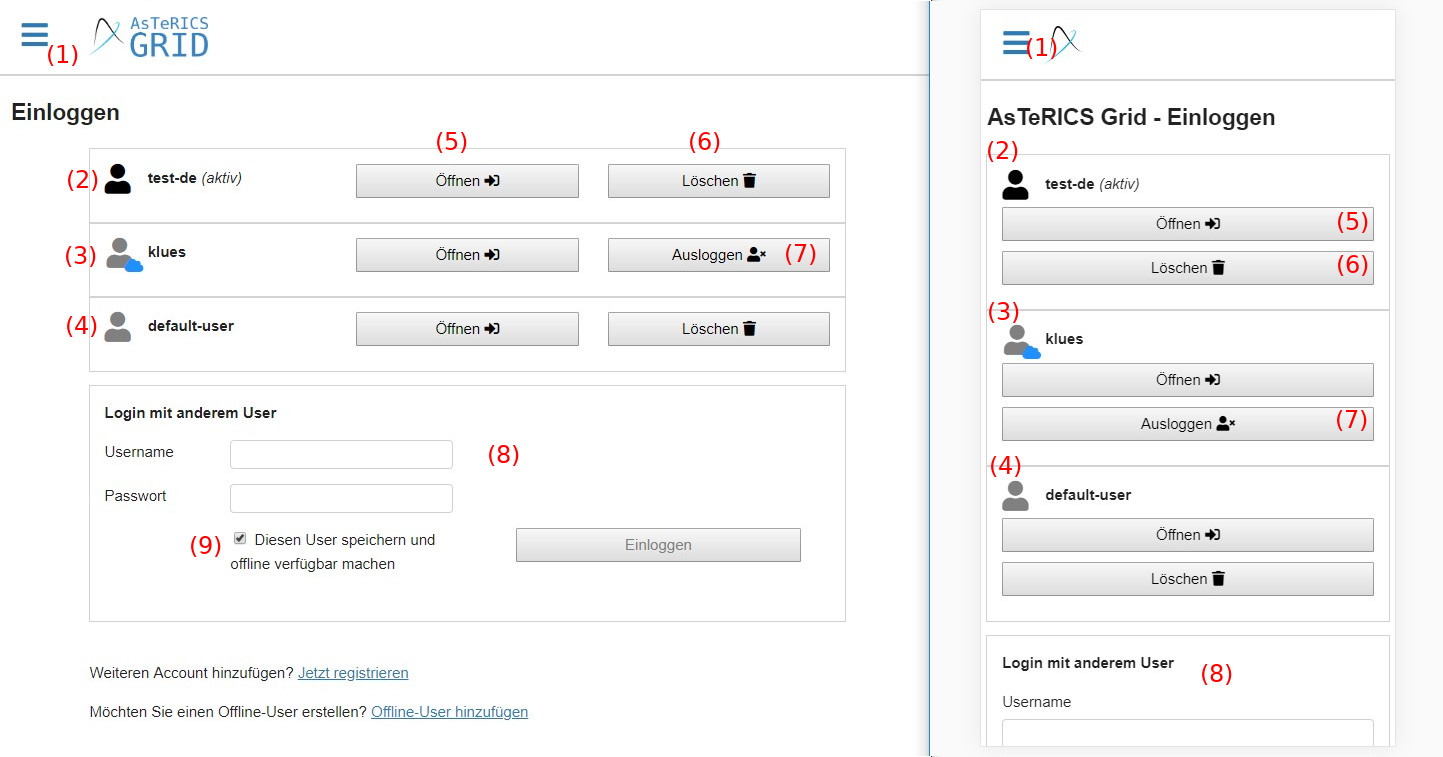 (1)
AsTeRICS
GRID
Einloggen
(5)
(6)
(2)
test-de (aktiv)
Öffnen
Löschen
(3)
klues
Öffnen
Ausloggen
(7)
(4)
default-user
Öffnen
Löschen
Login mit anderem User
Username
(8)
Passwort
(9)
Diesen User speichern und
offline verfügbar machen
Einloggen
Weiteren Account hinzufügen? Jetzt registrieren
Möchten Sie einen Offline-User erstellen? Offline-User hinzufügen
(1)
AsTeRICS Grid - Einloggen
(2)
test-de (aktiv)
Öffnen
(5)
Löschen
(6)
(3)
klues
Öffnen
Ausloggen
(7)
(4)
default-user
Öffnen
Löschen
Login mit anderem User
(8)
Username